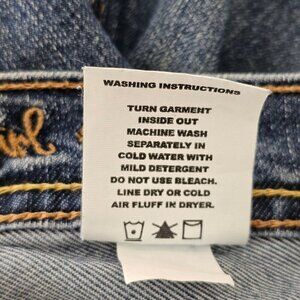 WASHING INSTRUCTIONS
TURN GARMENT
INSIDE OUT
MACHINE WASH
SEPARATELY IN
COLD WATER WITH
MILD DETERGENT
DO NOT USE BLEACH.
LINE DRY OR COLD
AIR FLUFF IN DRYER.